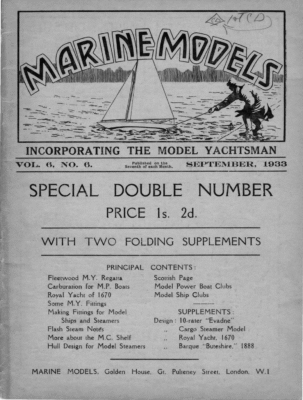 MARINE MODELS
INCORPORATING THE MODEL YACHTSMAN
VOL. 6, NO. 6.
Published on the
Seventh of each Month.
SEPTEMBER, 1933
SPECIAL DOUBLE NUMBER
PRICE 1s. 2d.
WITH TWO FOLDING SUPPLEMENTS
PRINCIPAL CONTENTS:
Fleetwood M.Y. Regatta
Carburation for M.P. Boats
Royal Yacht of 1670
Some M.Y. Fittings
Making Fittings for Model
Ships and Steamers
Flash Steam Notes
More about the M.C. Shelf
Hull Design for Model Steamers
Scottish Page
Model Power Boat Clubs
Model Ship Clubs
SUPPLEMENTS:
Design: 10-rater "Evadne"
,, Cargo Steamer Model
,, Royal Yacht, 1670
,, Barque "Buteshire," 1888
MARINE MODELS, Golden House, Gt. Pulteney Street, London, W.1